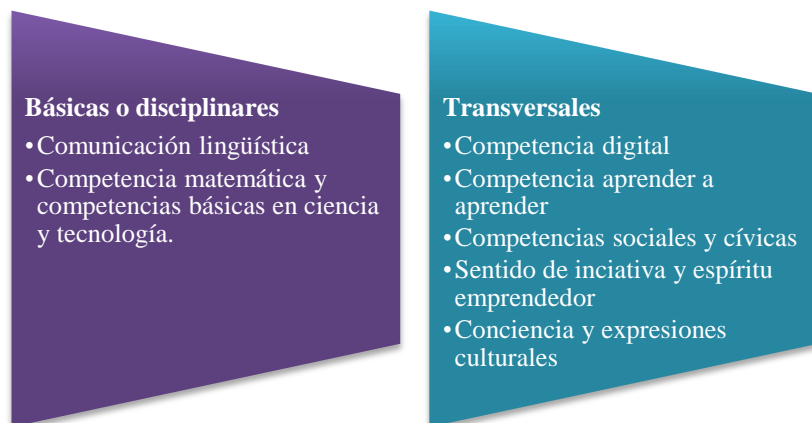 Básicas o disciplinares
•Comunicación lingüística
•Competencia matemática y
competencias básicas en ciencia
y tecnología.
Transversales
•Competencia digital
•Competencia aprender a
aprender
•Competencias sociales y cívicas
•Sentido de inciativa y espíritu
emprendedor
•Conciencia y expresiones
culturales